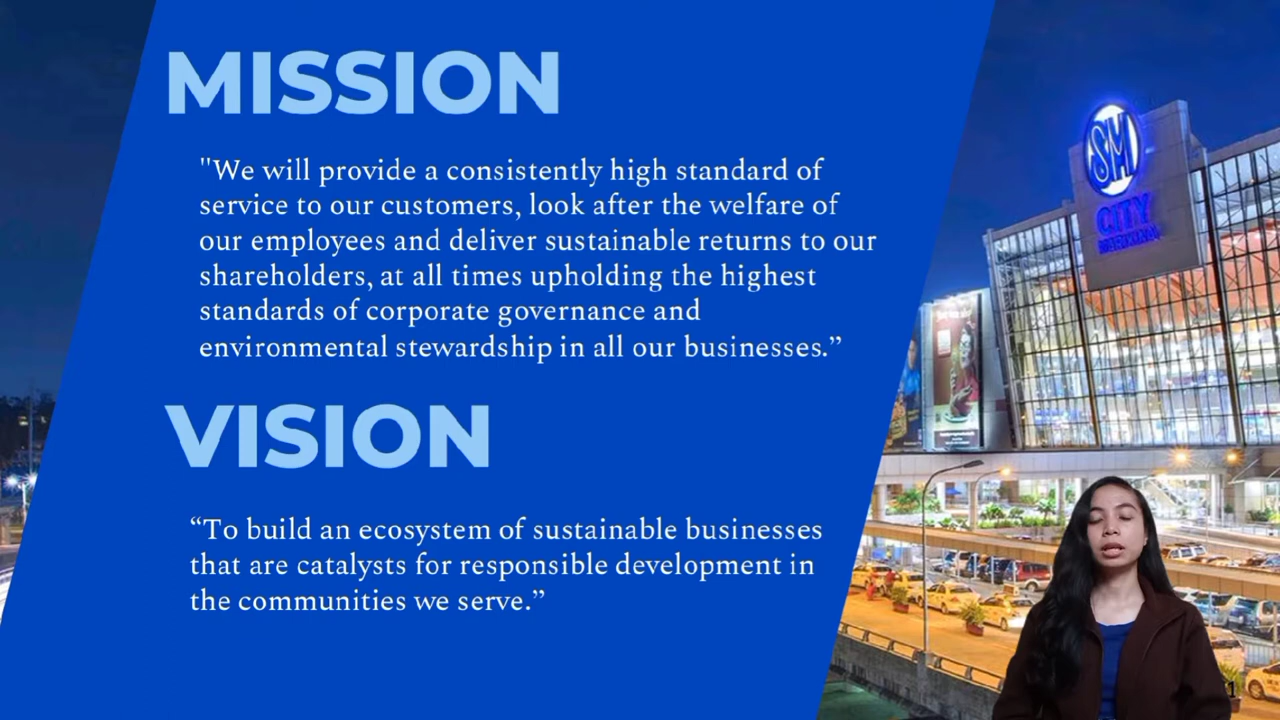 MISSION
"We will provide a consistently high standard of
service to our customers, look after the welfare of
our employees and deliver sustainable returns to our
shareholders, at all times upholding the highest
standards of corporate governance and
environmental stewardship in all our businesses.”
VISION
“To build an ecosystem of sustainable businesses
that are catalysts for responsible development in
the communities we serve.”
SM
CITY